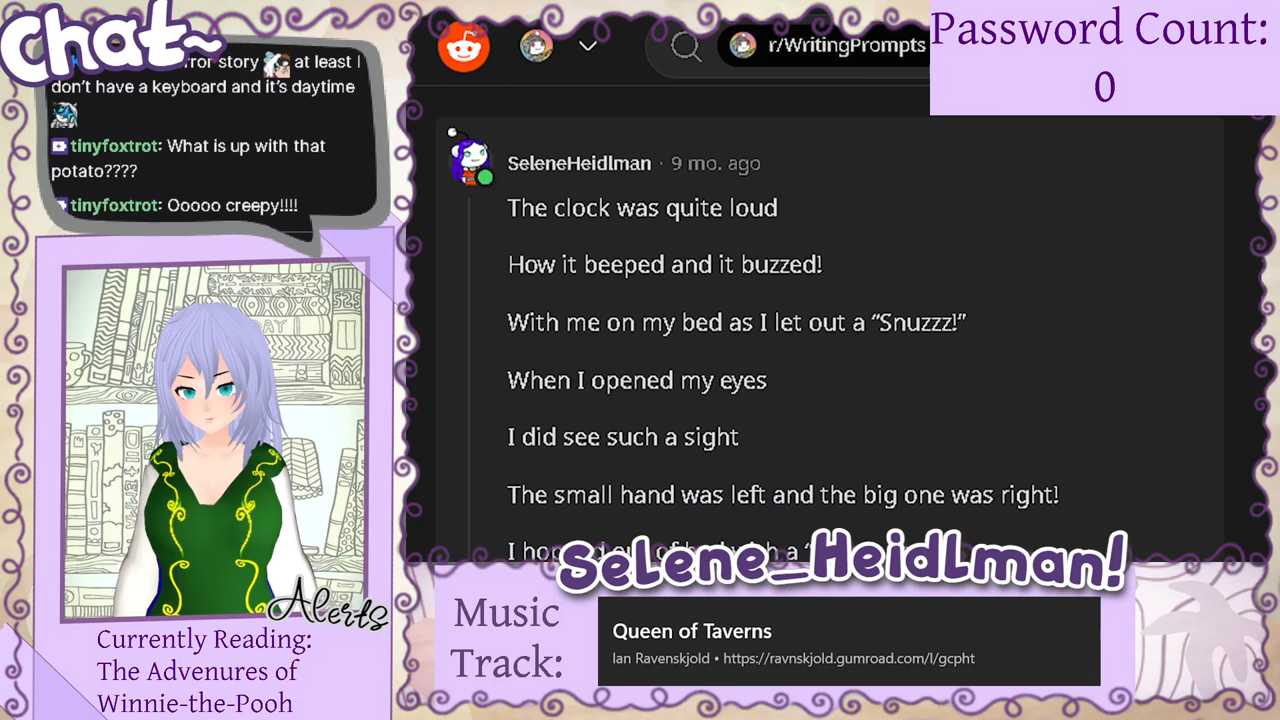 Chat~
rror story at least I
don't have a keyboard and it's daytime
tinyfoxtrot: What is up with that
potato????
tinyfoxtrot: Ooooo creepy!!!!
r/WritingPrompts
Password Count:
0
SeleneHeidlman · 9 mo. ago
The clock was quite loud
How it beeped and it buzzed!
With me on my bed as I let out a “Snuzzz!”
When I opened my eyes
I did see such a sight
The small hand was left and the big one was right!
Selene_Heidlman!
Alerts
Currently Reading:
The Advenures of
Winnie-the-Pooh
Music
Track:
Queen of Taverns
Ian Ravenskjold • https://ravnskjold.gumroad.com/l/gcpht